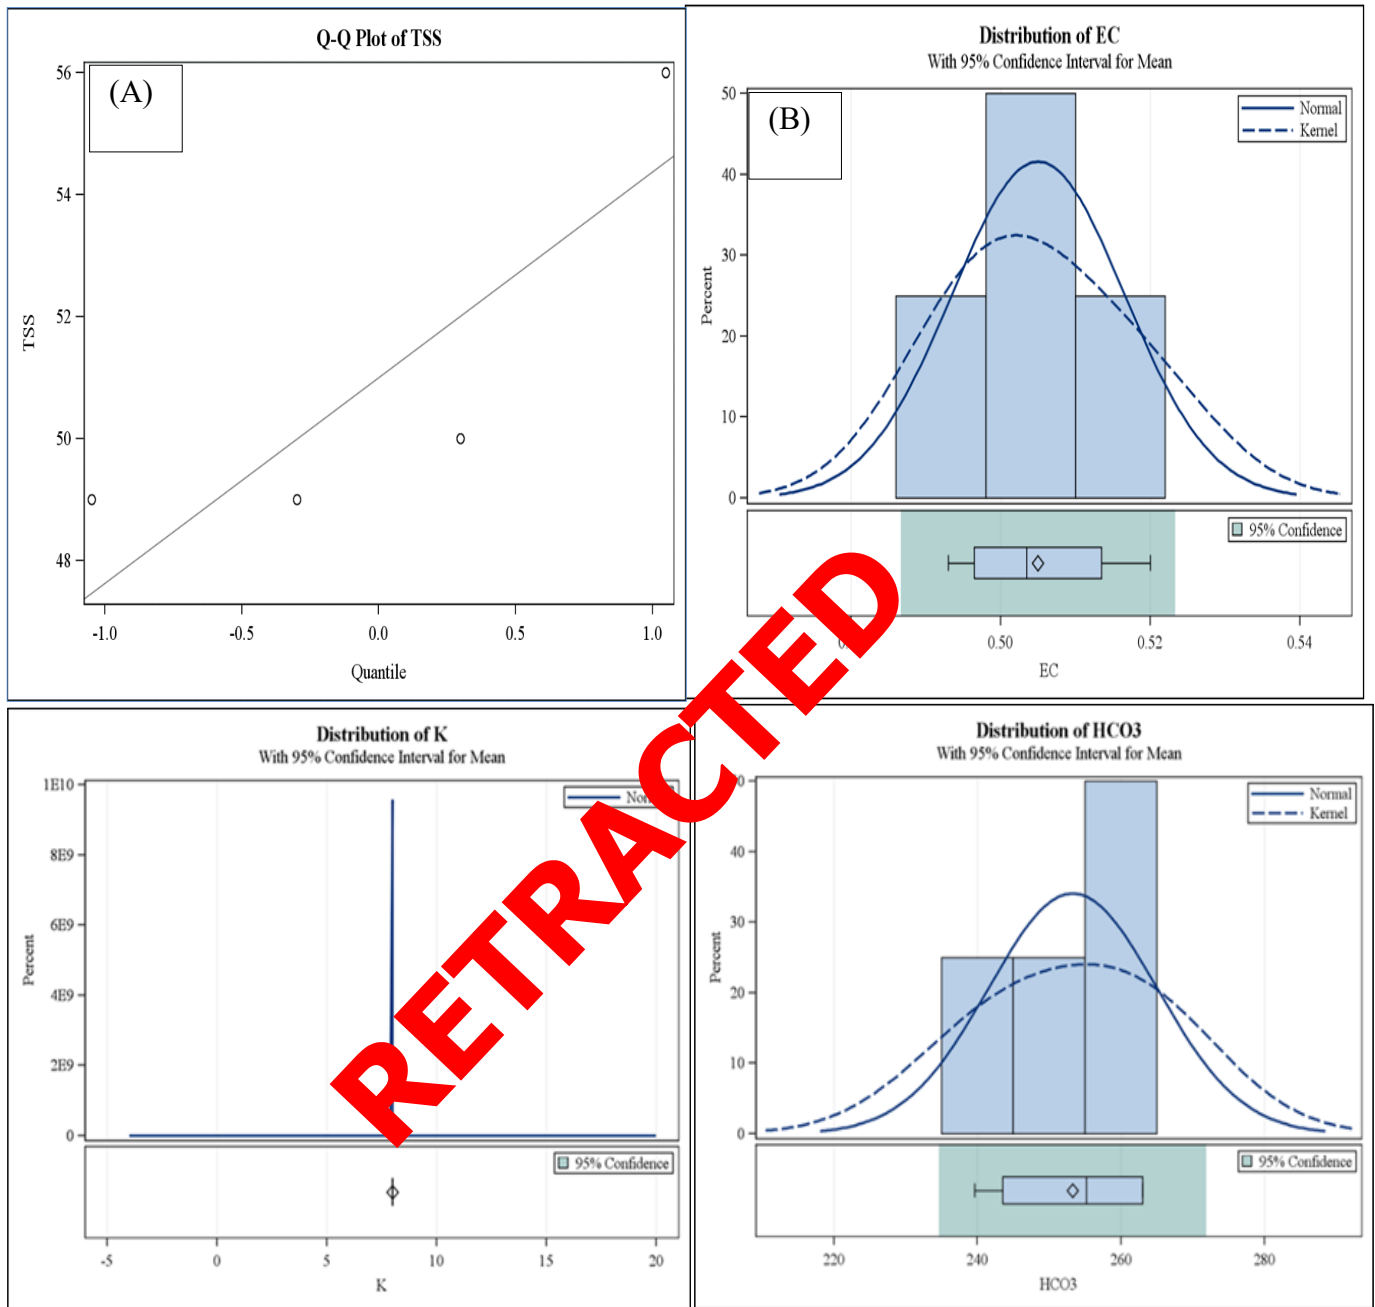 Q-Q Plot of TSS
(A)
56
54
52
50
48
TSS
-1.0 -0.5 0.0 0.5 1.0
Quantile
Distribution of EC
With 95% Confidence Interval for Mean
(B)
Normal
Kernel
50
40
30
20
10
0
Percent
95% Confidence
0.50 0.52 0.54
EC
Distribution of K
With 95% Confidence Interval for Mean
1E10
8E9
6E9
4E9
2E9
0
Percent
95% Confidence
-5 0 5 10 15 20
K
Distribution of HCO3
With 95% Confidence Interval for Mean
Normal
Kernel
40
30
20
10
0
Percent
95% Confidence
220 240 260 280
HCO3
RETRACTED